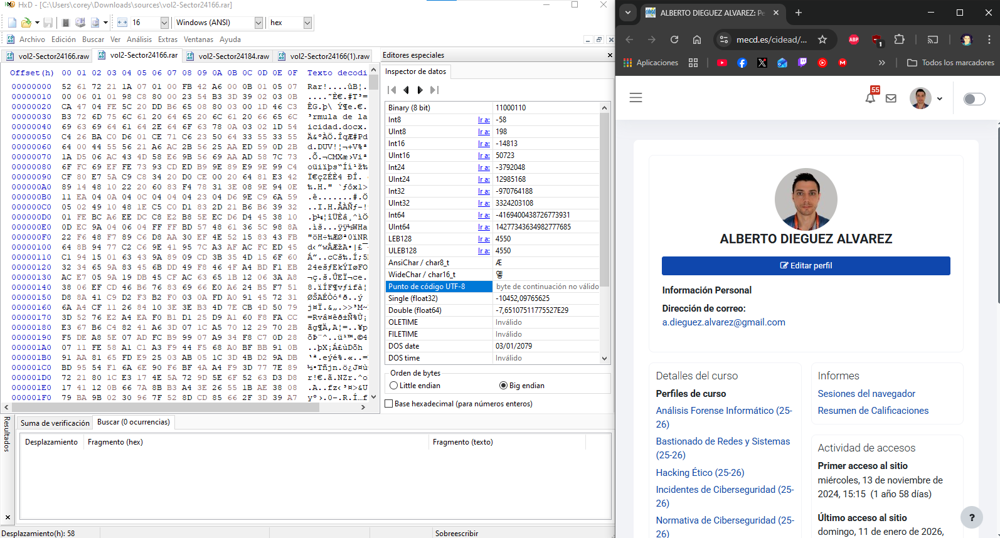 HxD - [C:\Users\corey\Downloads\sources\vol2-Sector24166.rar]
16
Windows (ANSI)
hex
Archivo Edición Buscar Ver Análisis Extras Ventanas Ayuda
vol2-Sector24166.raw
vol2-Sector24166.rar
vol2-Sector24184.raw
vol2-Sector24166(1).raw
Offset(h) 00 01 02 03 04 05 06 07 08 09 0A 0B 0C 0D 0E 0F Texto decodi
00000000 52 61 72 21 1A 07 01 00 FB 42 A6 00 0B 01 05 07 Rar!....ûB¦.
00000010 00 06 01 01 98 C8 80 00 23 54 B3 3D 39 02 03 0B ....˜È€.#T³=
00000020 CA 47 04 FE 5C 20 DD B6 65 08 80 03 00 1D 46 C3 ÊG.þ\ Ý¶e.€.
00000030 B3 72 6D 75 6C 61 20 64 65 20 6C 61 20 66 65 6C ³rmula de la
00000040 69 63 69 64 61 64 2E 64 6F 63 78 0A 03 02 1D 54 icidad.docx.
00000050 C4 26 BA C0 D6 01 CE 71 C6 23 50 64 33 55 33 55 Ä&ºÀÖ.ÎqÆ#Pd
00000060 64 00 44 55 56 21 A6 AC 2B 56 25 AA ED 59 0D 2B d.DUV!¦¬+V%ª
00000070 1A D5 06 AC 43 4D 58 E6 9B 56 69 AA AD 58 7C 73 .Õ.¬CMXæ›Viª
00000080 6F FC 69 EF FE 73 93 CD ED B9 9E 89 E9 9E 99 C4 oüiïþs“Íí¹ž‰
00000090 CF 80 E7 5A C9 C8 34 20 D0 CE 00 20 64 81 E3 42 Ï€çZÉÈ4 ÐÎ.
000000A0 89 14 48 10 22 20 60 83 F4 78 31 3E 08 9E 94 0E ‰.H." `ƒôx1>
000000B0 11 EA 04 0A 04 0C 04 04 04 23 04 D6 9E C9 6A 59 .ê.......#.Ö
000000C0 05 02 49 10 48 1E C5 C0 D1 83 2D 21 B6 B6 39 32 ..I.H.ÅÀÑƒ-!
000000D0 01 FE BC A6 EE DC C8 E2 B8 5E EC D6 D4 45 38 10 .þ¼¦îÜÈâ¸^ìÖ
000000E0 0D EC 9A 04 06 04 FF FF BD 57 48 61 36 5C 98 8A .ìš...ÿÿ½WHa
000000F0 22 F6 48 F7 89 C6 D8 AA 30 EF 4E 52 15 83 43 FB "öH÷‰ÆØª0ïNR
00000100 64 8B 94 77 C2 C6 9E 41 95 7C A3 AF AC FC ED 45 d‹”wÂÆžA•|£¯
00000110 C1 94 15 01 63 43 9A 89 09 CD 3B 35 4D 15 6F 60 Á”..cCš‰.Í;5
00000120 32 34 65 9A 83 45 6B DD 49 F8 46 4F A4 BD F1 EB 24ešƒEkÝIøFO
00000130 AC E7 05 9A 19 DB 45 CF AC 63 65 1B 12 06 3A A8 ¬ç.š.ÛEÏ¬ce.
00000140 38 06 EF CD 46 B6 76 83 69 66 E0 A6 24 B5 F7 51 8.ïÍF¶vƒifà¦
00000150 D8 8A 41 C9 D2 F3 B2 F0 03 0A FD A0 91 45 72 31 ØŠAÉÒó²ð..ý
00000160 6A A4 CF 11 26 84 10 3E 3E B3 4D 7E CB 4D 50 79 j¤Ï.&„.>>³M~
00000170 3D 52 76 E2 A4 EA F0 B1 D1 25 D9 A1 60 F8 FA CC =Rvâ¤êð±Ñ%Ù¡
00000180 E3 67 B6 C4 82 41 A6 3D 07 1C A5 70 12 29 70 2B ãg¶Ä‚A¦=..¥p
00000190 F5 DE A8 5E 07 AD FC B9 99 07 A9 34 F8 C7 0D 28 õÞ¨^..ü¹™.©4
000001A0 07 11 FE 58 A1 C1 A3 F9 44 F5 68 A0 BF BB 91 0B ..þX¡Á£ùDõh
000001B0 91 AA 81 65 FD E9 25 03 AB 05 1C 3D 4B D2 9A DB ‘ª.eýé%.«..=
000001C0 BD 95 54 F1 6A 6E 90 F6 BF 4A A4 F9 3D 77 7E 89 ½•Tñjn.ö¿J¤ù
000001D0 72 21 80 1C E3 17 4E 5A 72 9D 5E 6F 52 63 D3 D8 r!€.ã.NZr.^o
000001E0 17 41 12 0B 66 7A 8B B3 A4 3E 26 55 1B AE 38 08 .A..fz‹³¤>&U
000001F0 79 BA 9B 02 30 96 7F 52 8D CD 85 66 2F 3D 39 A7 yº›.0–.R.Í…f
Editores especiales
Inspector de datos
Binary (8 bit) 11000110
Int8 Ir a: -58
UInt8 Ir a: 198
Int16 Ir a: -14813
UInt16 Ir a: 50723
Int24 Ir a: -3792048
UInt24 Ir a: 12985168
Int32 Ir a: -970764188
UInt32 Ir a: 3324203108
Int64 Ir a: -4169400438726773931
UInt64 Ir a: 14277343634982777685
LEB128 Ir a: 4550
ULEB128 Ir a: 4550
AnsiChar / char8_t Æ
WideChar / char16_t
Punto de código UTF-8 byte de continuación no válido
Single (float32) -10452,09765625
Double (float64) -7,65107511775527E29
OLETIME Inválido
FILETIME Inválido
DOS date 03/01/2079
DOS time Inválido
Orden de bytes
Little endian
Big endian
Base hexadecimal (para números enteros)
Resultados
Suma de verificación
Buscar (0 ocurrencias)
Desplazamiento Fragmento (hex) Fragmento (texto)
Desplazamiento(h): 58
Sobreescribir
ALBERTO DIEGUEZ ALVAREZ: Pe
mecd.es/cidead/...
ABP
1
Aplicaciones
Todos los marcadores
55
ALBERTO DIEGUEZ ALVAREZ
Editar perfil
Información Personal
Dirección de correo:
a.dieguez.alvarez@gmail.com
Detalles del curso
Perfiles de curso
Análisis Forense Informático (25-
26)
Bastionado de Redes y Sistemas
(25-26)
Hacking Ético (25-26)
Incidentes de Ciberseguridad (25-
26)
Normativa de Ciberseguridad (25-
26)
Informes
Sesiones del navegador
Resumen de Calificaciones
Actividad de accesos
Primer acceso al sitio
miércoles, 13 de noviembre de
2024, 15:15 (1 año 58 días)
Último acceso al sitio
domingo, 11 de enero de 2026,
?